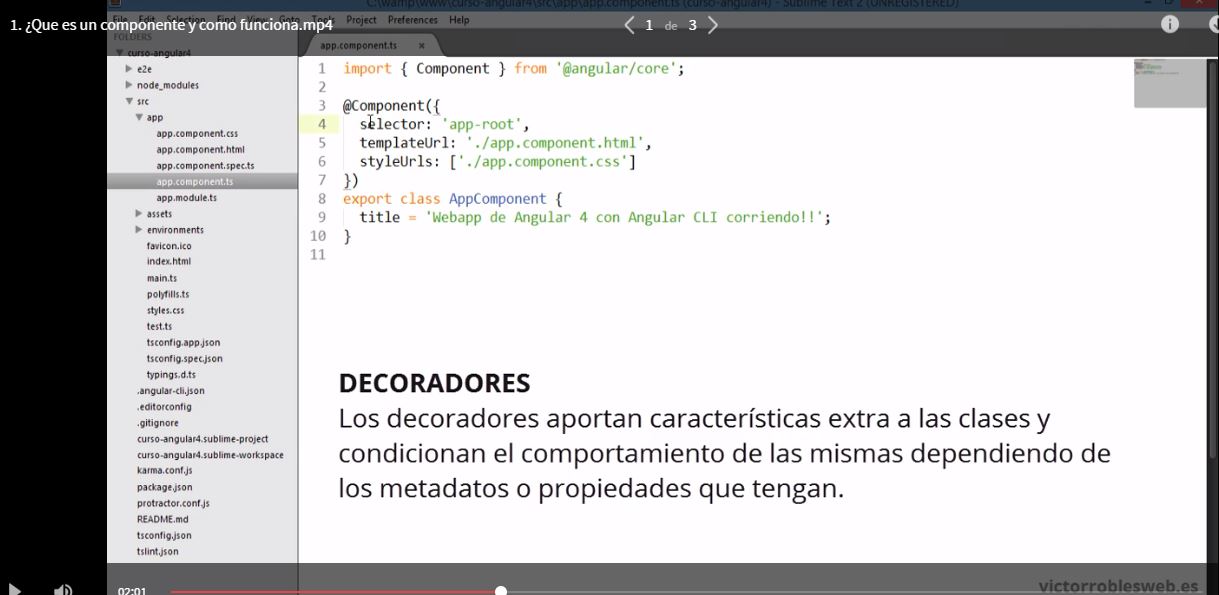 C:\wamp\www\curso-angular4\src\app\app.component.ts (curso-angular4) - Sublime Text 2 (UNREGISTERED)
File Edit Selection Find View Goto Tools Project Preferences Help
1. ¿Que es un componente y como funciona.mp4
1 de 3
FOLDERS
curso-angular4
e2e
node_modules
src
app
app.component.css
app.component.html
app.component.spec.ts
app.component.ts
app.module.ts
assets
environments
favicon.ico
index.html
main.ts
polyfills.ts
styles.css
test.ts
tsconfig.app.json
tsconfig.spec.json
typings.d.ts
.angular-cli.json
.editorconfig
.gitignore
curso-angular4.sublime-project
curso-angular4.sublime-workspace
karma.conf.js
package.json
protractor.conf.js
README.md
tsconfig.json
tslint.json
app.component.ts ×
1 import { Component } from '@angular/core';
2
3 @Component({
4 selector: 'app-root',
5 templateUrl: './app.component.html',
6 styleUrls: ['./app.component.css']
7 })
8 export class AppComponent {
9 title = 'Webapp de Angular 4 con Angular CLI corriendo!!';
10 }
11
DECORADORES
Los decoradores aportan características extra a las clases y
condicionan el comportamiento de las mismas dependiendo de
los metadatos o propiedades que tengan.
02:01
victorroblesweb.es